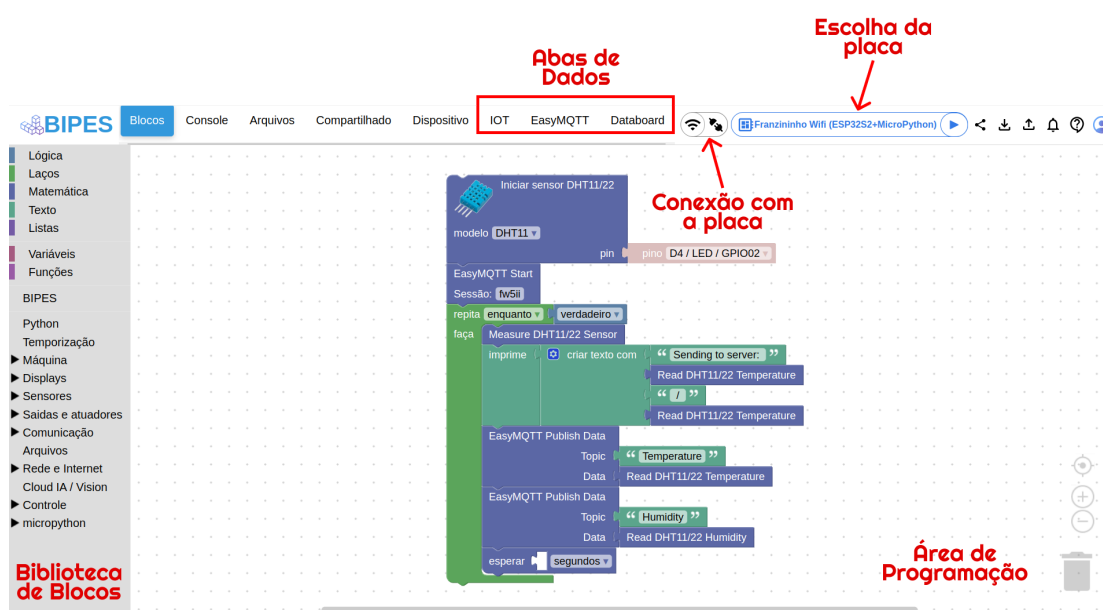 Escolha da
placa
Abas de
Dados
BIPES
Blocos
Console
Arquivos
Compartilhado
Dispositivo
IOT
EasyMQTT
Databoard
Franzininho Wifi (ESP32S2+MicroPython)
Conexão com
a placa
Lógica
Laços
Matemática
Texto
Listas
Variáveis
Funções
BIPES
Python
Temporização
Máquina
Displays
Sensores
Saidas e atuadores
Comunicação
Arquivos
Rede e Internet
Cloud IA / Vision
Controle
micropython
Biblioteca
de Blocos
Iniciar sensor DHT11/22
modelo DHT11
pin pino D4 / LED / GPIO02
EasyMQTT Start
Sessão: fw5ii
repita enquanto verdadeiro
faça Measure DHT11/22 Sensor
imprime criar texto com “ Sending to server: ”
Read DHT11/22 Temperature
“ / ”
Read DHT11/22 Temperature
EasyMQTT Publish Data
Topic “ Temperature ”
Data Read DHT11/22 Temperature
EasyMQTT Publish Data
Topic “ Humidity ”
Data Read DHT11/22 Humidity
esperar segundos
Área de
Programação